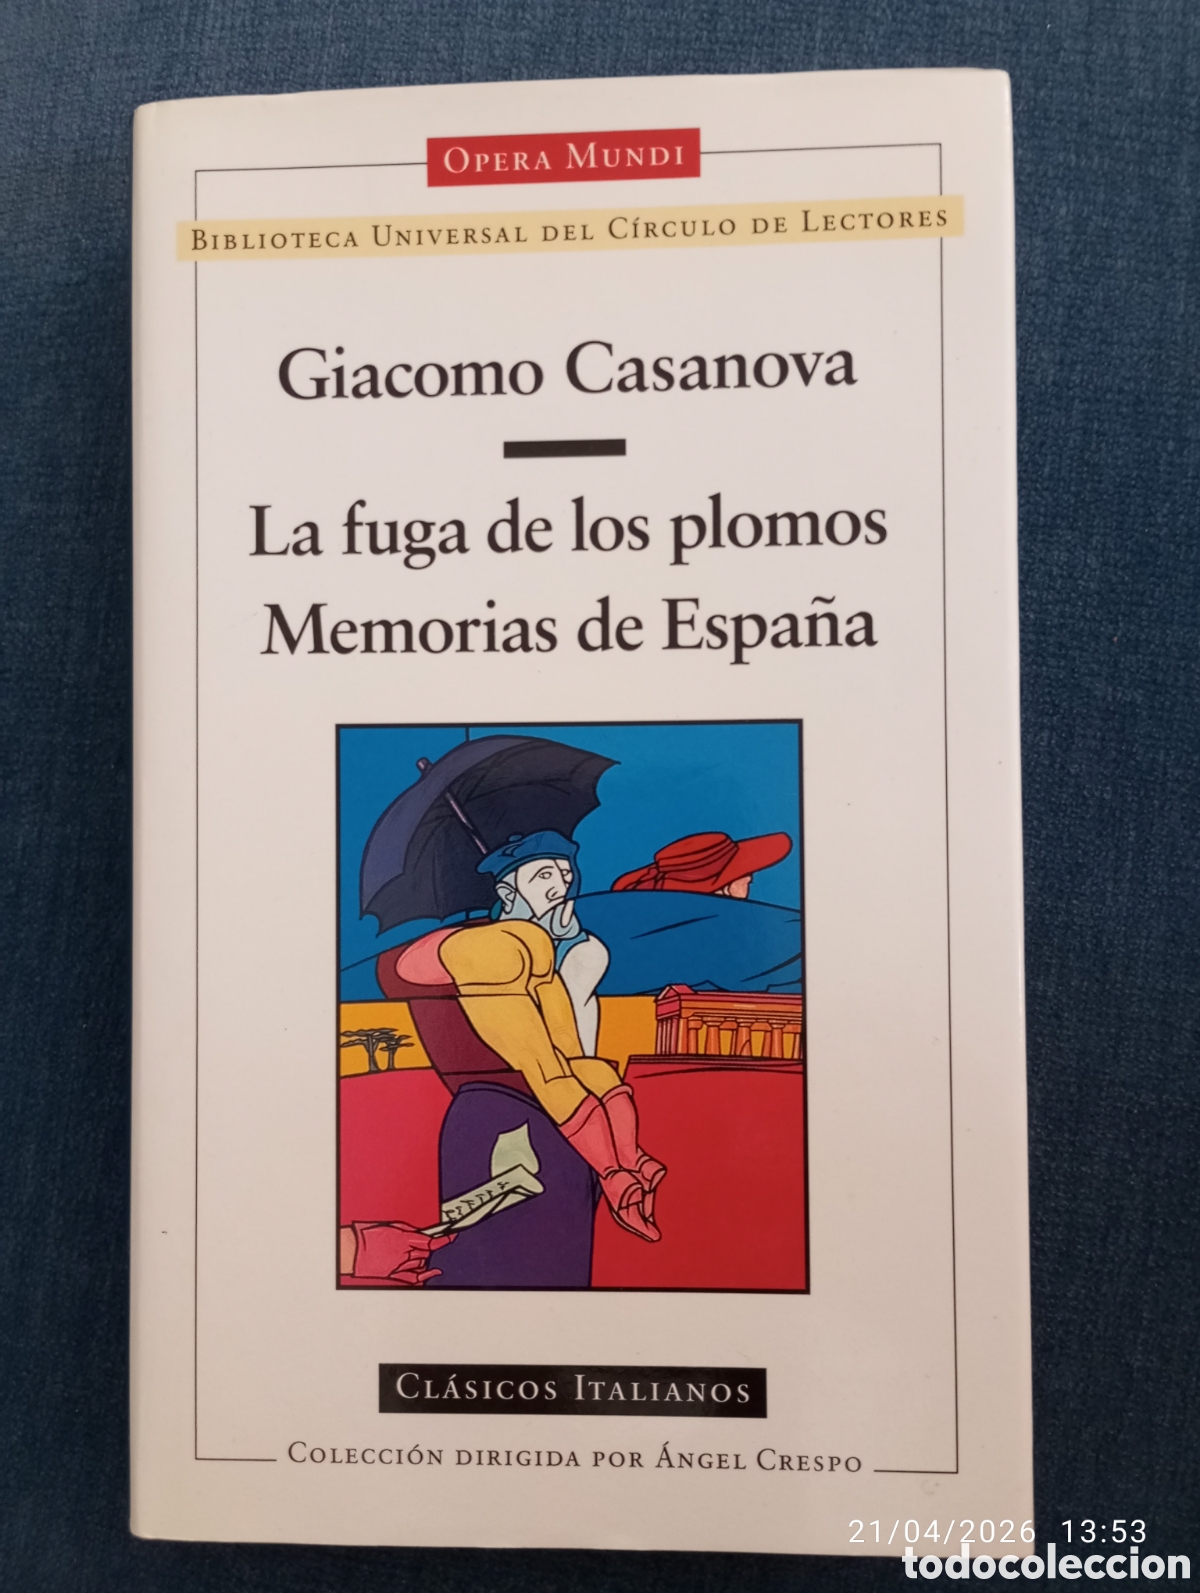 OPERA MUNDI
BIBLIOTECA UNIVERSAL DEL CÍRCULO DE LECTORES
Giacomo Casanova
La fuga de los plomos
Memorias de España
CLÁSICOS ITALIANOS
COLECCIÓN DIRIGIDA POR ÁNGEL CRESPO
21/04/2026 13:53
todocoleccion